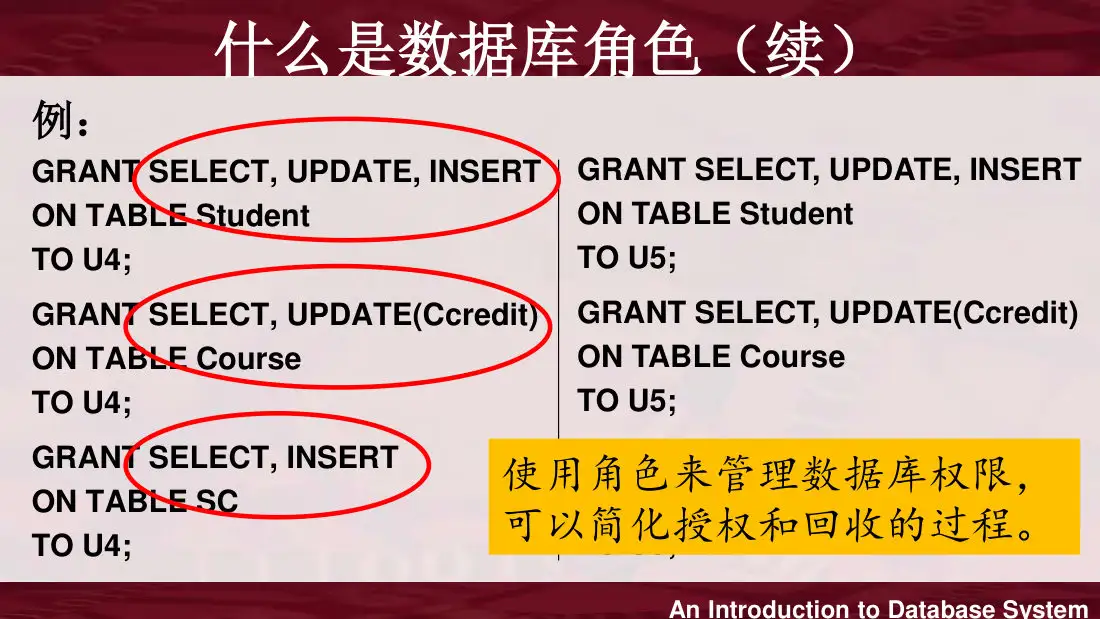 什么是数据库角色（续）
例：
GRANT SELECT, UPDATE, INSERT
ON TABLE Student
TO U4;
GRANT SELECT, UPDATE(Ccredit)
ON TABLE Course
TO U4;
GRANT SELECT, INSERT
ON TABLE SC
TO U4;
GRANT SELECT, UPDATE, INSERT
ON TABLE Student
TO U5;
GRANT SELECT, UPDATE(Ccredit)
ON TABLE Course
TO U5;
使用角色来管理数据库权限，
可以简化授权和回收的过程。
An Introduction to Database System